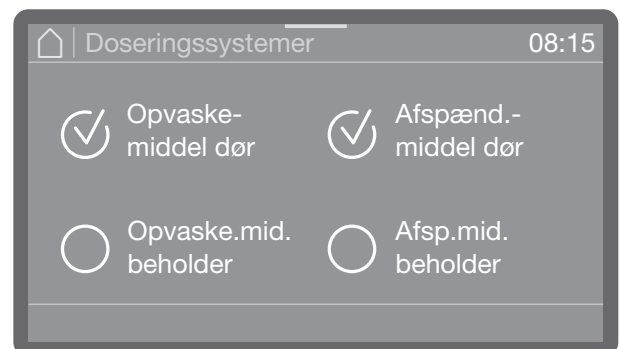 Doseringssystemer 08:15
Opvaske-
middel dør
Afspænd.-
middel dør
Opvaske.mid.
beholder
Afsp.mid.
beholder